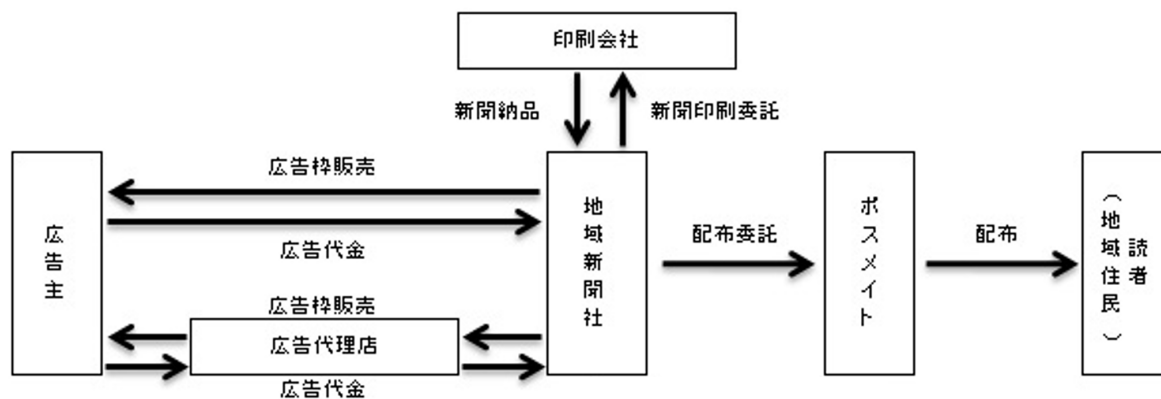 印刷会社
新聞納品
新聞印刷委託
広告枠販売
広告代金
広告主
地域新聞社
配布委託
ポスメイト
配布
読者
（地域住民）
広告枠販売
広告代理店
広告代金